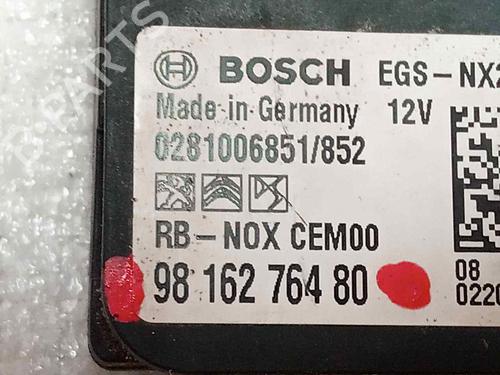 BOSCH EGS-NX2
Made in Germany 12V
0281006851/852
RB-NOX CEM00
98 162 764 80
08
0220